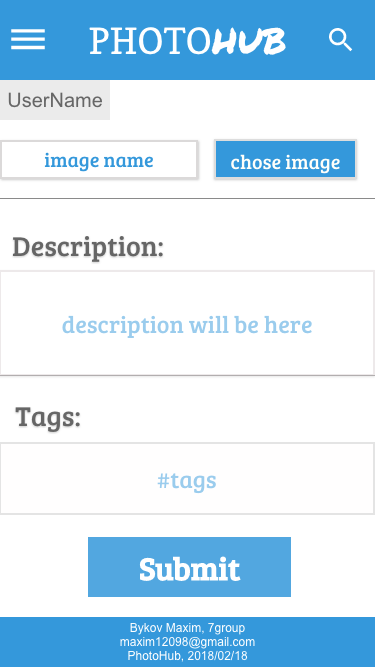 PHOTOHUB
UserName
image name
chose image
Description:
description will be here
Tags:
#tags
Submit
Bykov Maxim, 7group
maxim12098@gmail.com
PhotoHub, 2018/02/18